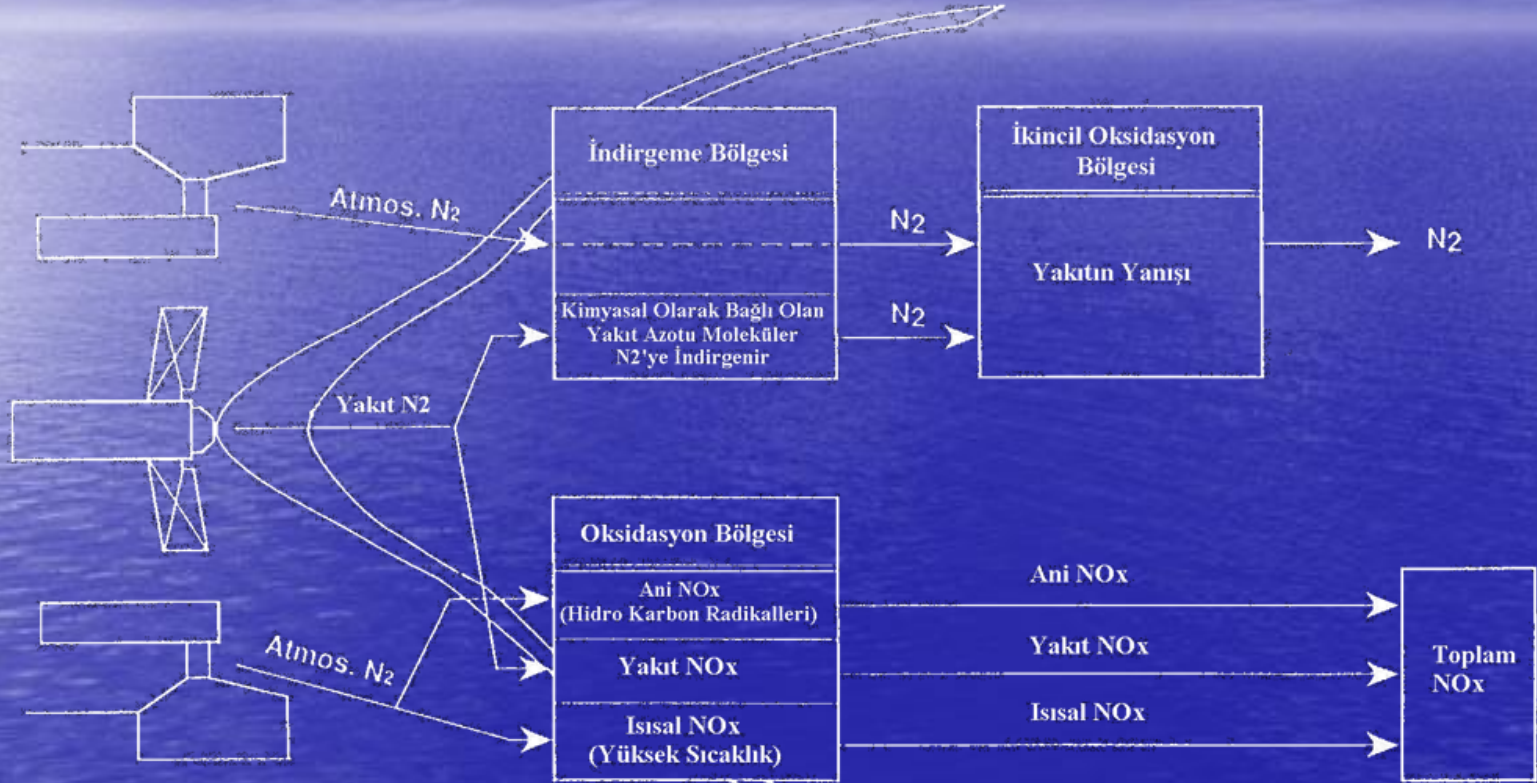 İndirgeme Bölgesi
İkincil Oksidasyon
Bölgesi
Atmos. N2
N2
N2
Yakıtın Yanışı
Kimyasal Olarak Bağlı Olan
Yakıt Azotu Moleküler
N2'ye İndirgenir
N2
Yakıt N2
Oksidasyon Bölgesi
Ani NOx
(Hidro Karbon Radikalleri)
Ani NOx
Atmos. N2
Yakıt NOx
Yakıt NOx
Toplam
NOx
Isısal NOx
(Yüksek Sıcaklık)
Isısal NOx